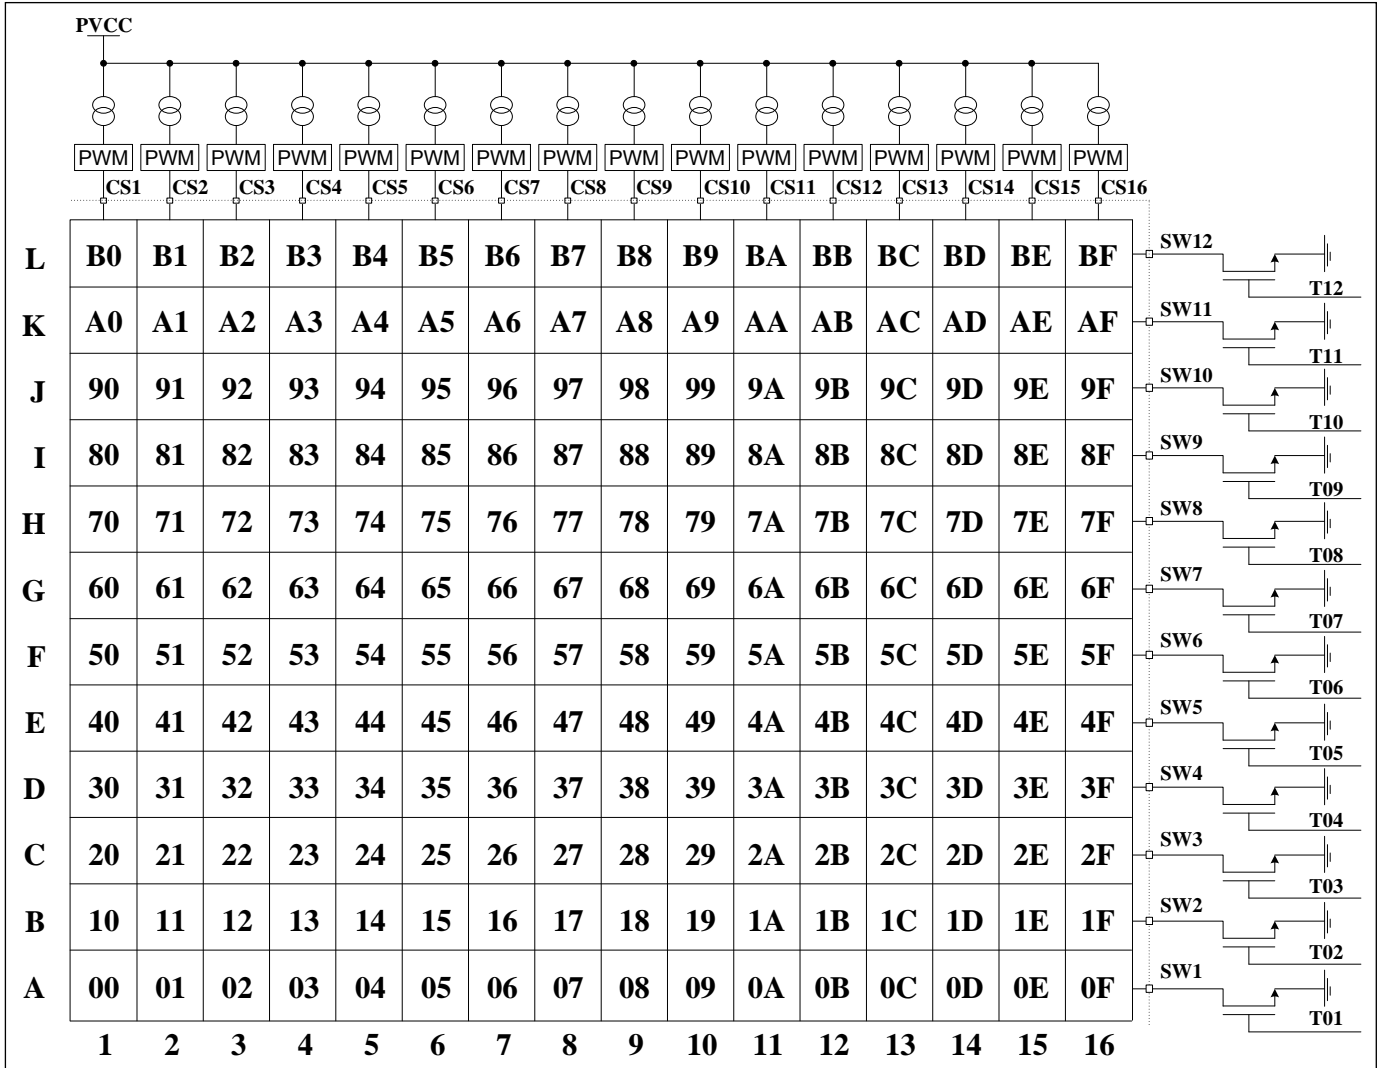 PVCC
PWM PWM PWM PWM PWM PWM PWM PWM PWM PWM PWM PWM PWM PWM PWM PWM
CS1 CS2 CS3 CS4 CS5 CS6 CS7 CS8 CS9 CS10 CS11 CS12 CS13 CS14 CS15 CS16
L B0 B1 B2 B3 B4 B5 B6 B7 B8 B9 BA BB BC BD BE BF SW12
T12
K A0 A1 A2 A3 A4 A5 A6 A7 A8 A9 AA AB AC AD AE AF SW11
T11
J 90 91 92 93 94 95 96 97 98 99 9A 9B 9C 9D 9E 9F SW10
T10
I 80 81 82 83 84 85 86 87 88 89 8A 8B 8C 8D 8E 8F SW9
T09
H 70 71 72 73 74 75 76 77 78 79 7A 7B 7C 7D 7E 7F SW8
T08
G 60 61 62 63 64 65 66 67 68 69 6A 6B 6C 6D 6E 6F SW7
T07
F 50 51 52 53 54 55 56 57 58 59 5A 5B 5C 5D 5E 5F SW6
T06
E 40 41 42 43 44 45 46 47 48 49 4A 4B 4C 4D 4E 4F SW5
T05
D 30 31 32 33 34 35 36 37 38 39 3A 3B 3C 3D 3E 3F SW4
T04
C 20 21 22 23 24 25 26 27 28 29 2A 2B 2C 2D 2E 2F SW3
T03
B 10 11 12 13 14 15 16 17 18 19 1A 1B 1C 1D 1E 1F SW2
T02
A 00 01 02 03 04 05 06 07 08 09 0A 0B 0C 0D 0E 0F SW1
T01
1 2 3 4 5 6 7 8 9 10 11 12 13 14 15 16